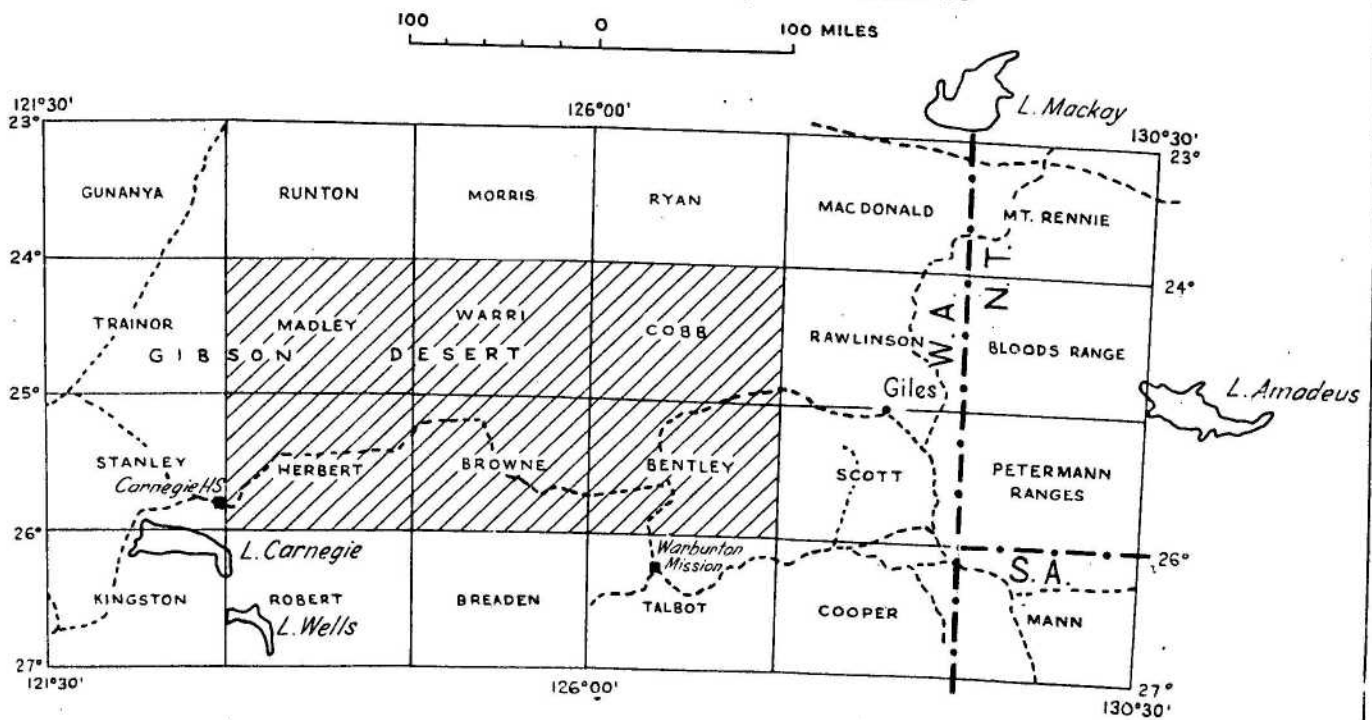 100 0 100 MILES
L. Mackay
121°30' 126°00' 130°30'
23° 23°
GUNANYA RUNTON MORRIS RYAN MACDONALD MT. RENNIE
24° 24°
TRAINOR MADLEY WARRI COBB RAWLINSON BLOODS RANGE
GIBSON DESERT
W. A. N. T.
25° Giles
L. Amadeus
STANLEY HERBERT BROWNE BENTLEY SCOTT PETERMANN
RANGES
Carnegie HS
26° 26°
L. Carnegie Warburton
Mission
S. A.
KINGSTON ROBERT BREADEN TALBOT COOPER MANN
L. Wells
27° 27°
121°30' 126°00' 130°30'